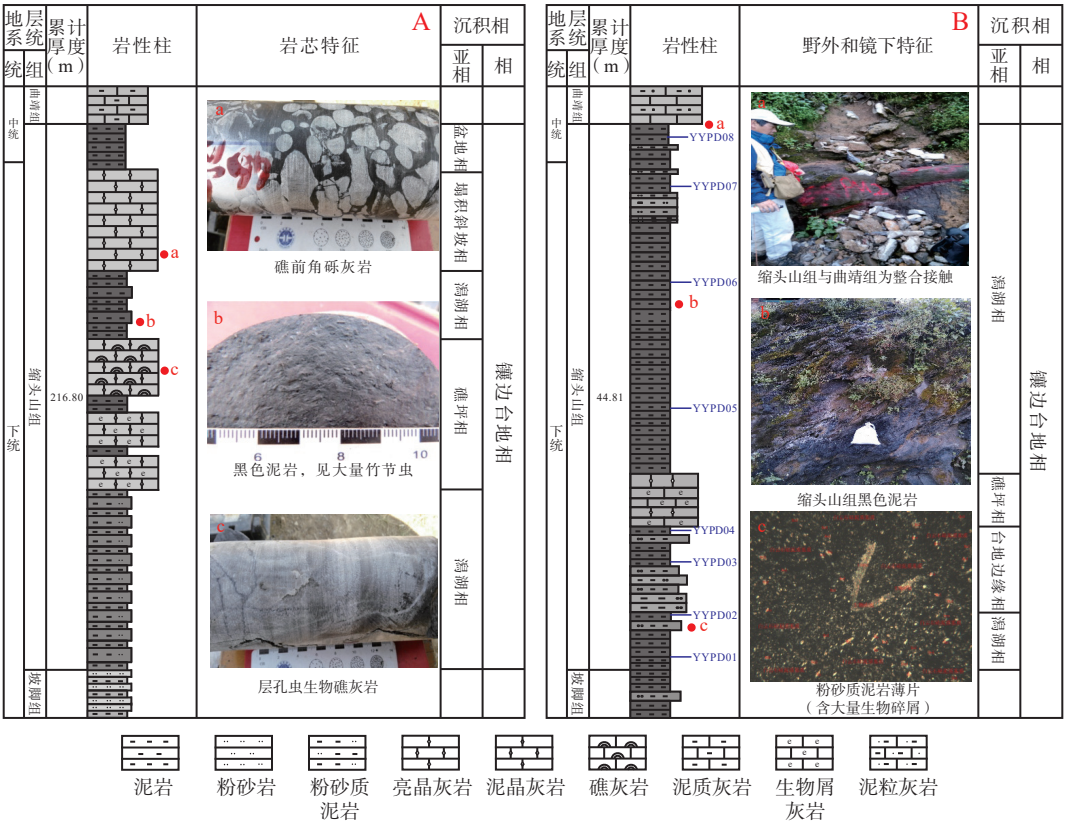 地层
系统
累计
厚度
(m)
岩性柱
岩芯特征
A
沉积相
统
组
亚相
相
中统
下统
曲靖组
缩头山组
坡脚组
216.80
a
b
c
a
礁前角砾灰岩
b
6 8 10
黑色泥岩，见大量竹节虫
c
层孔虫生物礁灰岩
盆地相
塌积斜坡相
潟湖相
礁坪相
潟湖相
镶边台地相
地层
系统
累计
厚度
(m)
岩性柱
野外和镜下特征
B
沉积相
统
组
亚相
相
中统
下统
曲靖组
缩头山组
坡脚组
44.81
a
YYPD08
YYPD07
YYPD06
b
YYPD05
YYPD04
YYPD03
YYPD02
c
YYPD01
a
缩头山组与曲靖组为整合接触
b
缩头山组黑色泥岩
c
粉砂质泥岩薄片
（含大量生物碎屑）
潟湖相
礁坪相
台地边缘相
潟湖相
镶边台地相
泥岩
粉砂岩
粉砂质
泥岩
亮晶灰岩
泥晶灰岩
礁灰岩
泥质灰岩
生物屑
灰岩
泥粒灰岩